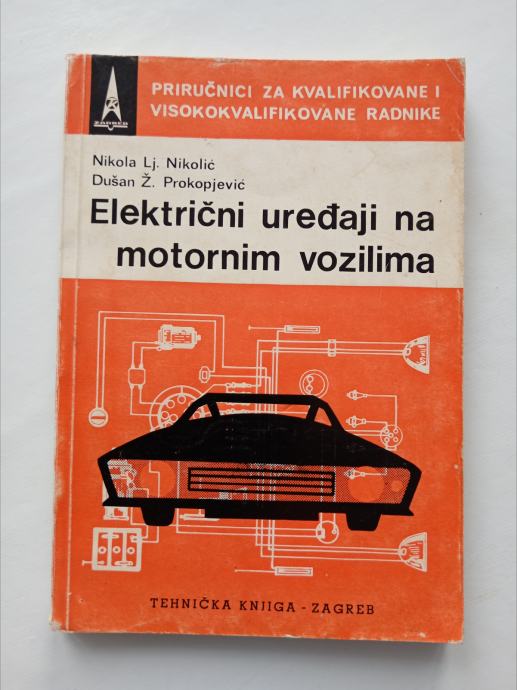 ZAGREB
PRIRUČNICI ZA KVALIFIKOVANE I
VISOKOKVALIFIKOVANE RADNIKE
Nikola Lj. Nikolić
Dušan Ž. Prokopjević
Električni uređaji na
motornim vozilima
TEHNIČKA KNJIGA - ZAGREB